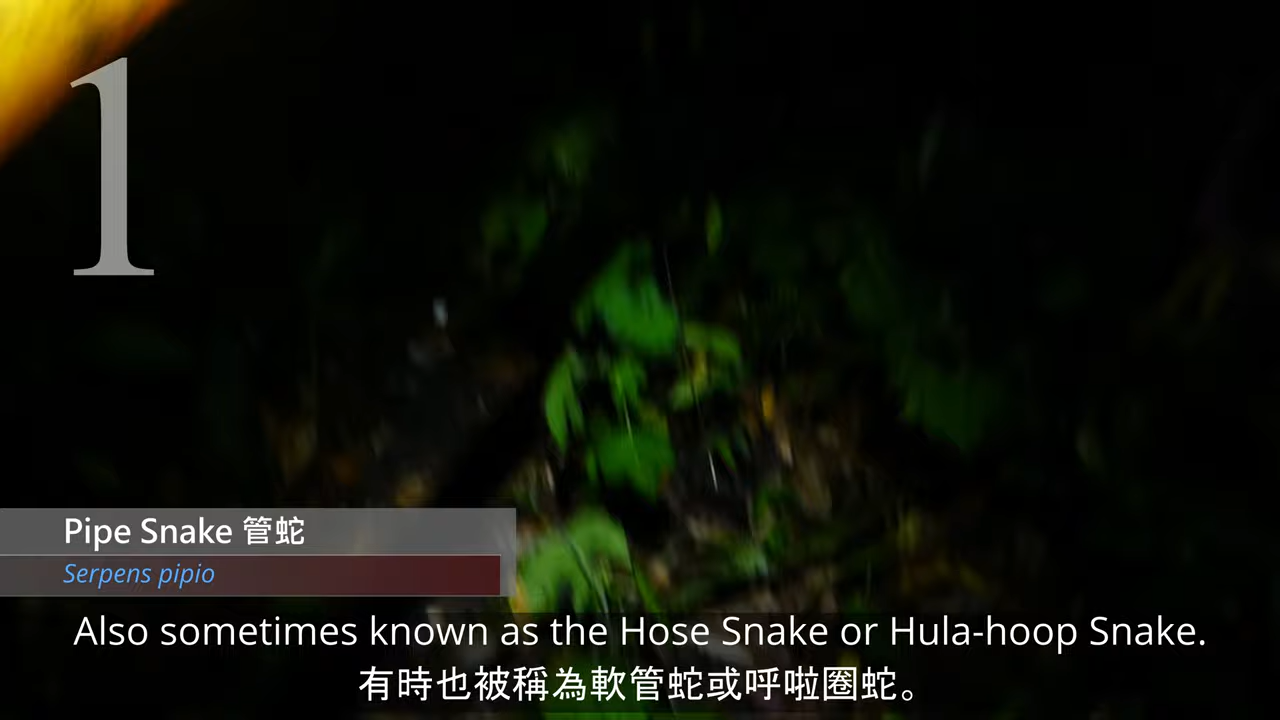 1
Pipe Snake 管蛇
Serpens pipio
Also sometimes known as the Hose Snake or Hula-hoop Snake.
有時也被稱為軟管蛇或呼啦圈蛇。